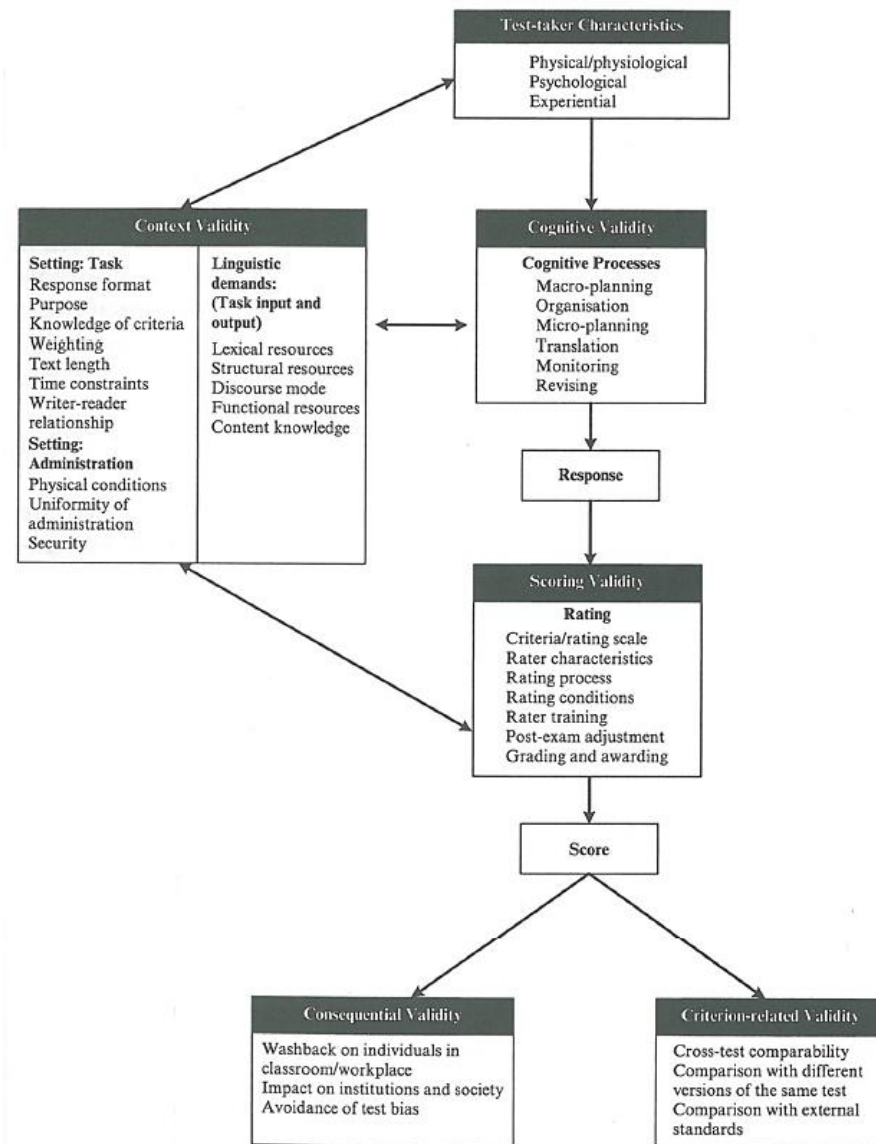 Test-taker Characteristics
Physical/physiological
Psychological
Experiential
Context Validity
Setting: Task
Response format
Purpose
Knowledge of criteria
Weighting
Text length
Time constraints
Writer-reader
relationship
Setting:
Administration
Physical conditions
Uniformity of
administration
Security
Linguistic
demands:
(Task input and
output)
Lexical resources
Structural resources
Discourse mode
Functional resources
Content knowledge
Cognitive Validity
Cognitive Processes
Macro-planning
Organisation
Micro-planning
Translation
Monitoring
Revising
Response
Scoring Validity
Rating
Criteria/rating scale
Rater characteristics
Rating process
Rating conditions
Rater training
Post-exam adjustment
Grading and awarding
Score
Consequential Validity
Washback on individuals in
classroom/workplace
Impact on institutions and society
Avoidance of test bias
Criterion-related Validity
Cross-test comparability
Comparison with different
versions of the same test
Comparison with external
standards